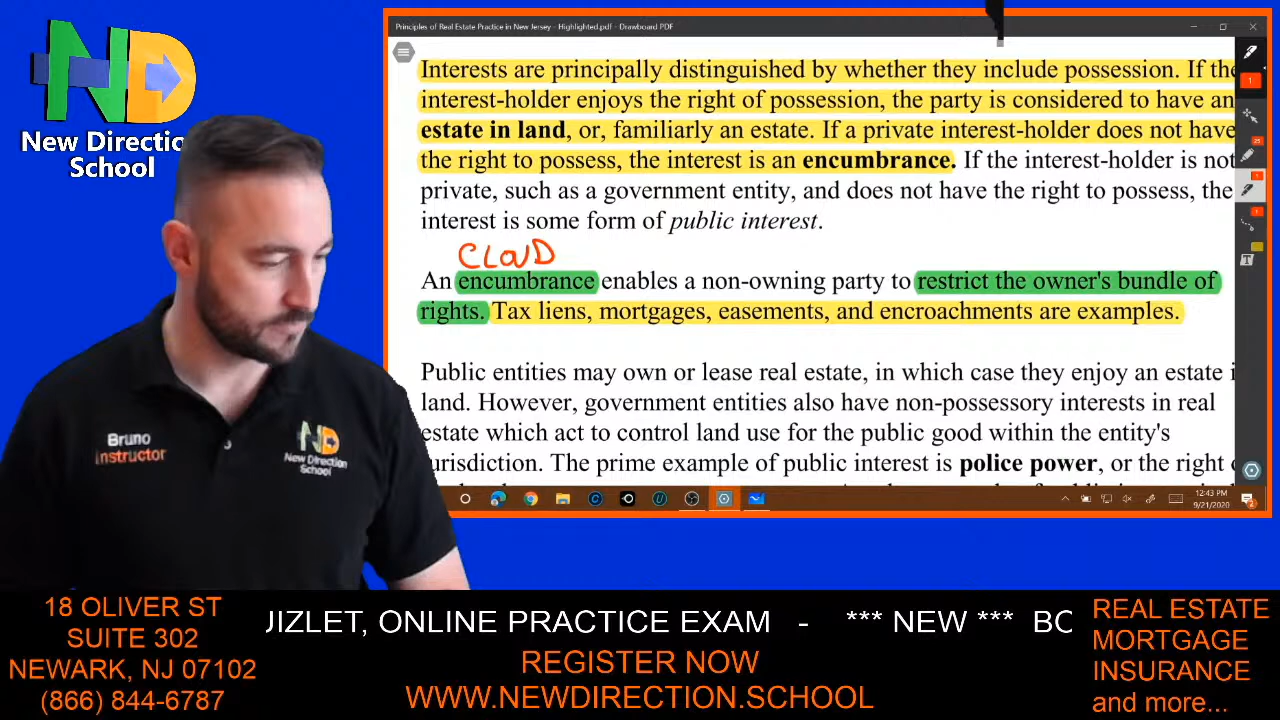 ND
New Directio
School
Principles of Real Estate Practice in New Jersey - Highlighted.pdf - Drawboard PDF
Interests are principally distinguished by whether they include possession. If the
interest-holder enjoys the right of possession, the party is considered to have an
estate in land, or, familiarly an estate. If a private interest-holder does not have
the right to possess, the interest is an encumbrance. If the interest-holder is not
private, such as a government entity, and does not have the right to possess, the
interest is some form of public interest.
CLOUD
An encumbrance enables a non-owning party to restrict the owner's bundle of
rights. Tax liens, mortgages, easements, and encroachments are examples.
Public entities may own or lease real estate, in which case they enjoy an estate i
land. However, government entities also have non-possessory interests in real
estate which act to control land use for the public good within the entity's
urisdiction. The prime example of public interest is police power, or the right
12:43 PM
9/21/2020
Bruno
Instructor
ND
New Direction
School
18 OLIVER ST
SUITE 302
NEWARK, NJ 07102
(866) 844-6787
JIZLET, ONLINE PRACTICE EXAM - *** NEW *** BO
REGISTER NOW
WWW.NEWDIRECTION.SCHOOL
REAL ESTATE
MORTGAGE
INSURANCE
and more...